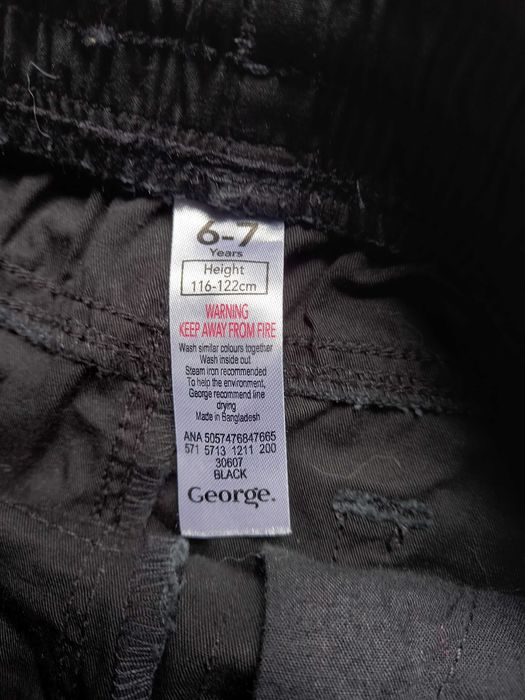 6-7
Years
Height
116-122cm
WARNING
KEEP AWAY FROM FIRE
Wash similar colours together
Wash inside out
Steam iron recommended
To help the environment,
George recommend line
drying
Made in Bangladesh
ANA 5057476847665
571 5713 1211 200
30607
BLACK
George.